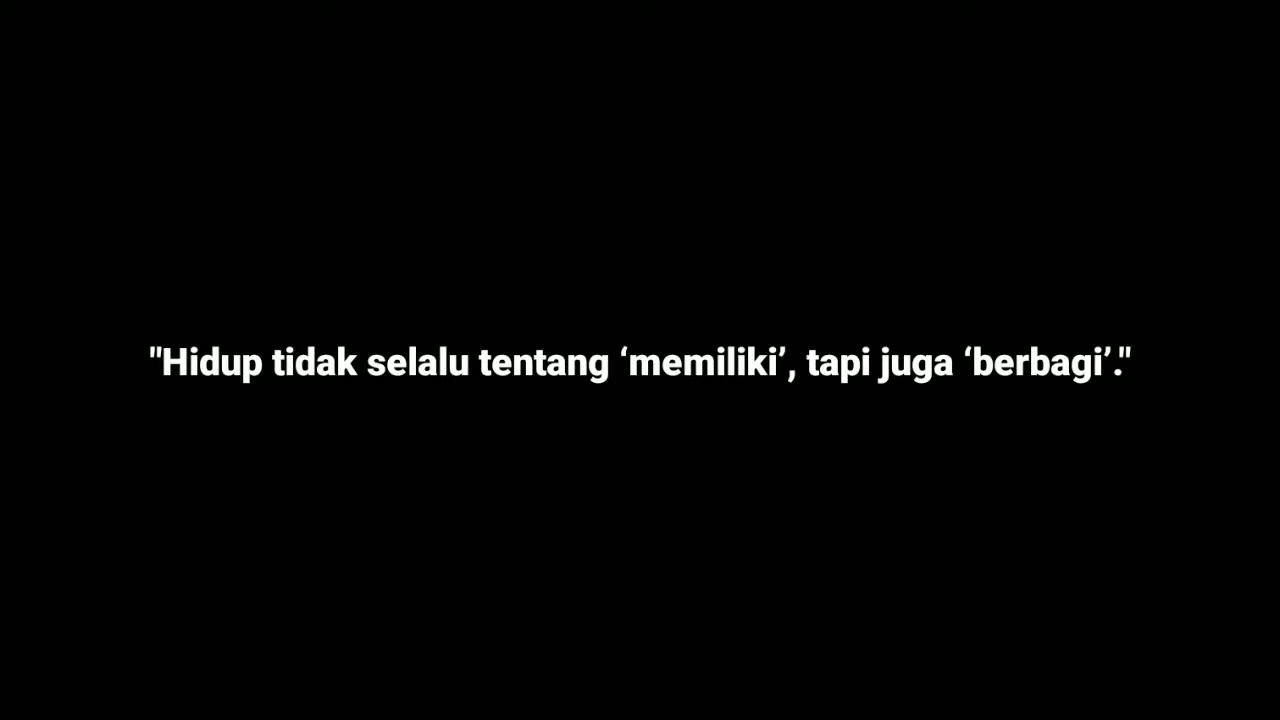 "Hidup tidak selalu tentang ‘memiliki’, tapi juga ‘berbagi’."